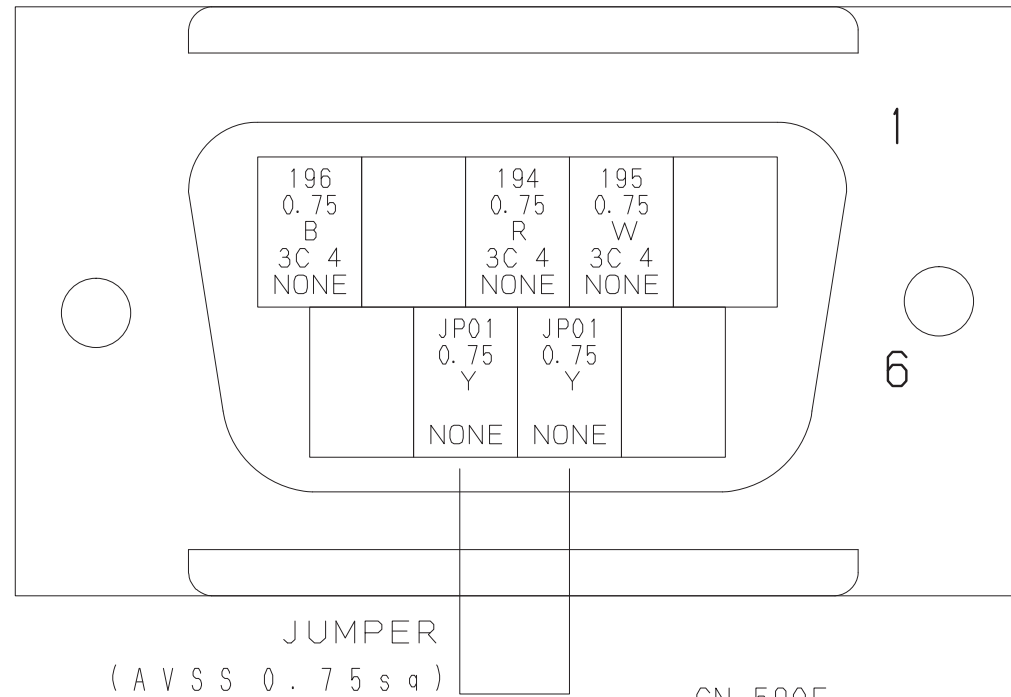 1
196
0.75
B
3C 4
NONE
194
0.75
R
3C 4
NONE
195
0.75
W
3C 4
NONE
6
JP01
0.75
Y
NONE
JP01
0.75
Y
NONE
JUMPER
(AVSS 0.75sq)